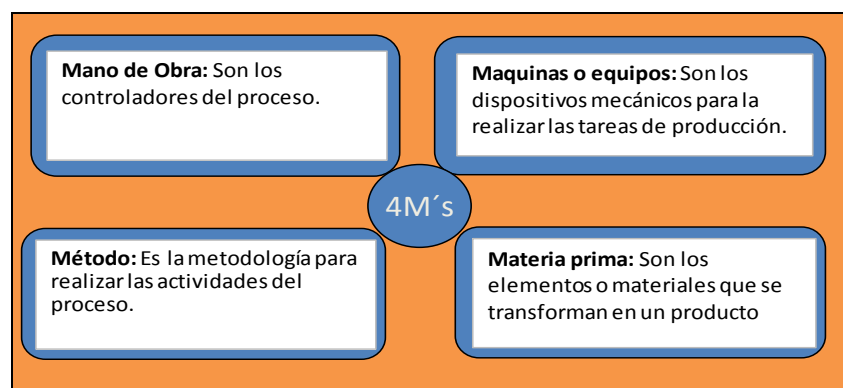 Mano de Obra: Son los
controladores del proceso.
Maquinas o equipos: Son los
dispositivos mecánicos para la
realizar las tareas de producción.
4M´s
Método: Es la metodología para
realizar las actividades del
proceso.
Materia prima: Son los
elementos o materiales que se
transforman en un producto